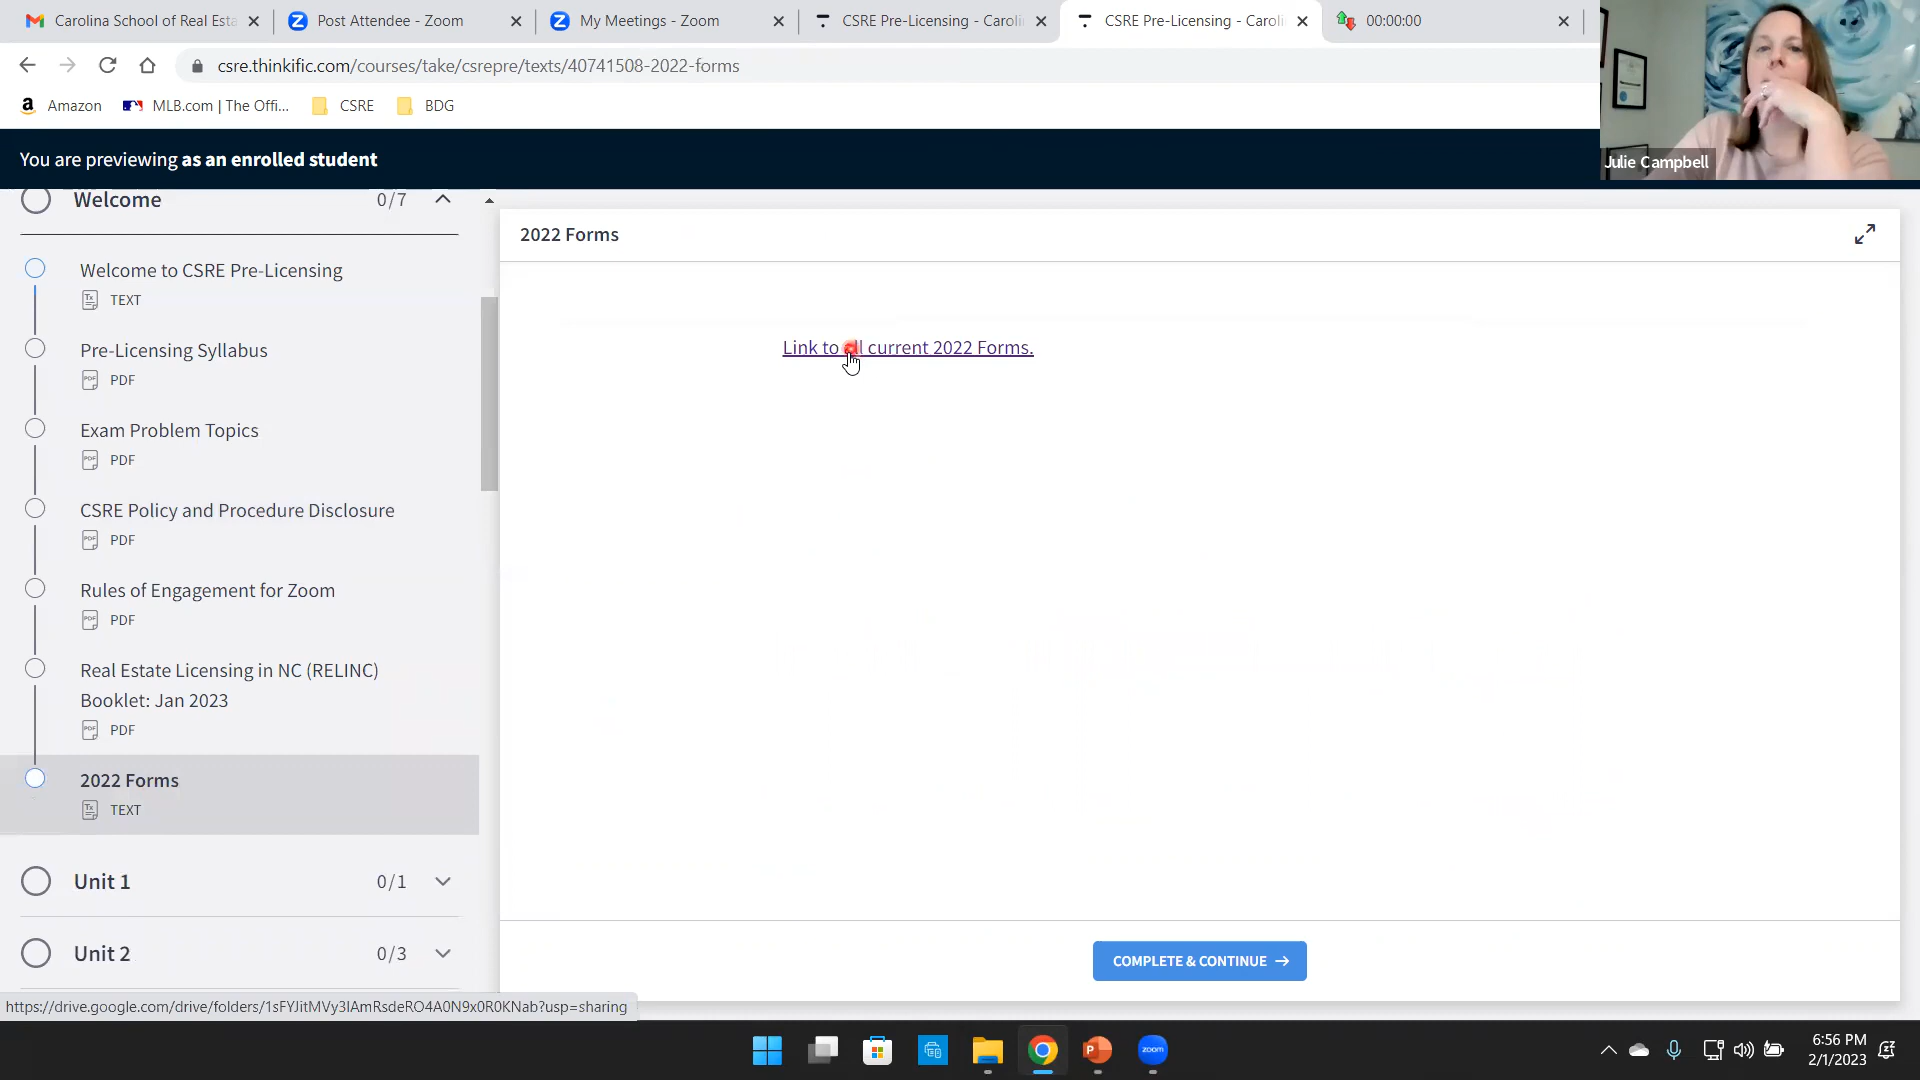 Carolina School of Real Esta
Post Attendee - Zoom
My Meetings - Zoom
CSRE Pre-Licensing - Caroli
CSRE Pre-Licensing - Caroli
00:00:00
csre.thinkific.com/courses/take/csrepre/texts/40741508-2022-forms
Amazon
MLB.com | The Offi...
CSRE
BDG
Julie Campbell
You are previewing as an enrolled student
Welcome 0/7
Welcome to CSRE Pre-Licensing
TEXT
Pre-Licensing Syllabus
PDF
Exam Problem Topics
PDF
CSRE Policy and Procedure Disclosure
PDF
Rules of Engagement for Zoom
PDF
Real Estate Licensing in NC (RELINC)
Booklet: Jan 2023
PDF
2022 Forms
TEXT
Unit 1 0/1
Unit 2 0/3
2022 Forms
Link to all current 2022 Forms.
COMPLETE & CONTINUE →
https://drive.google.com/drive/folders/1sFYJitMVy3IAmRsdeRO4A0N9x0R0KNab?usp=sharing
zoom
6:56 PM
2/1/2023